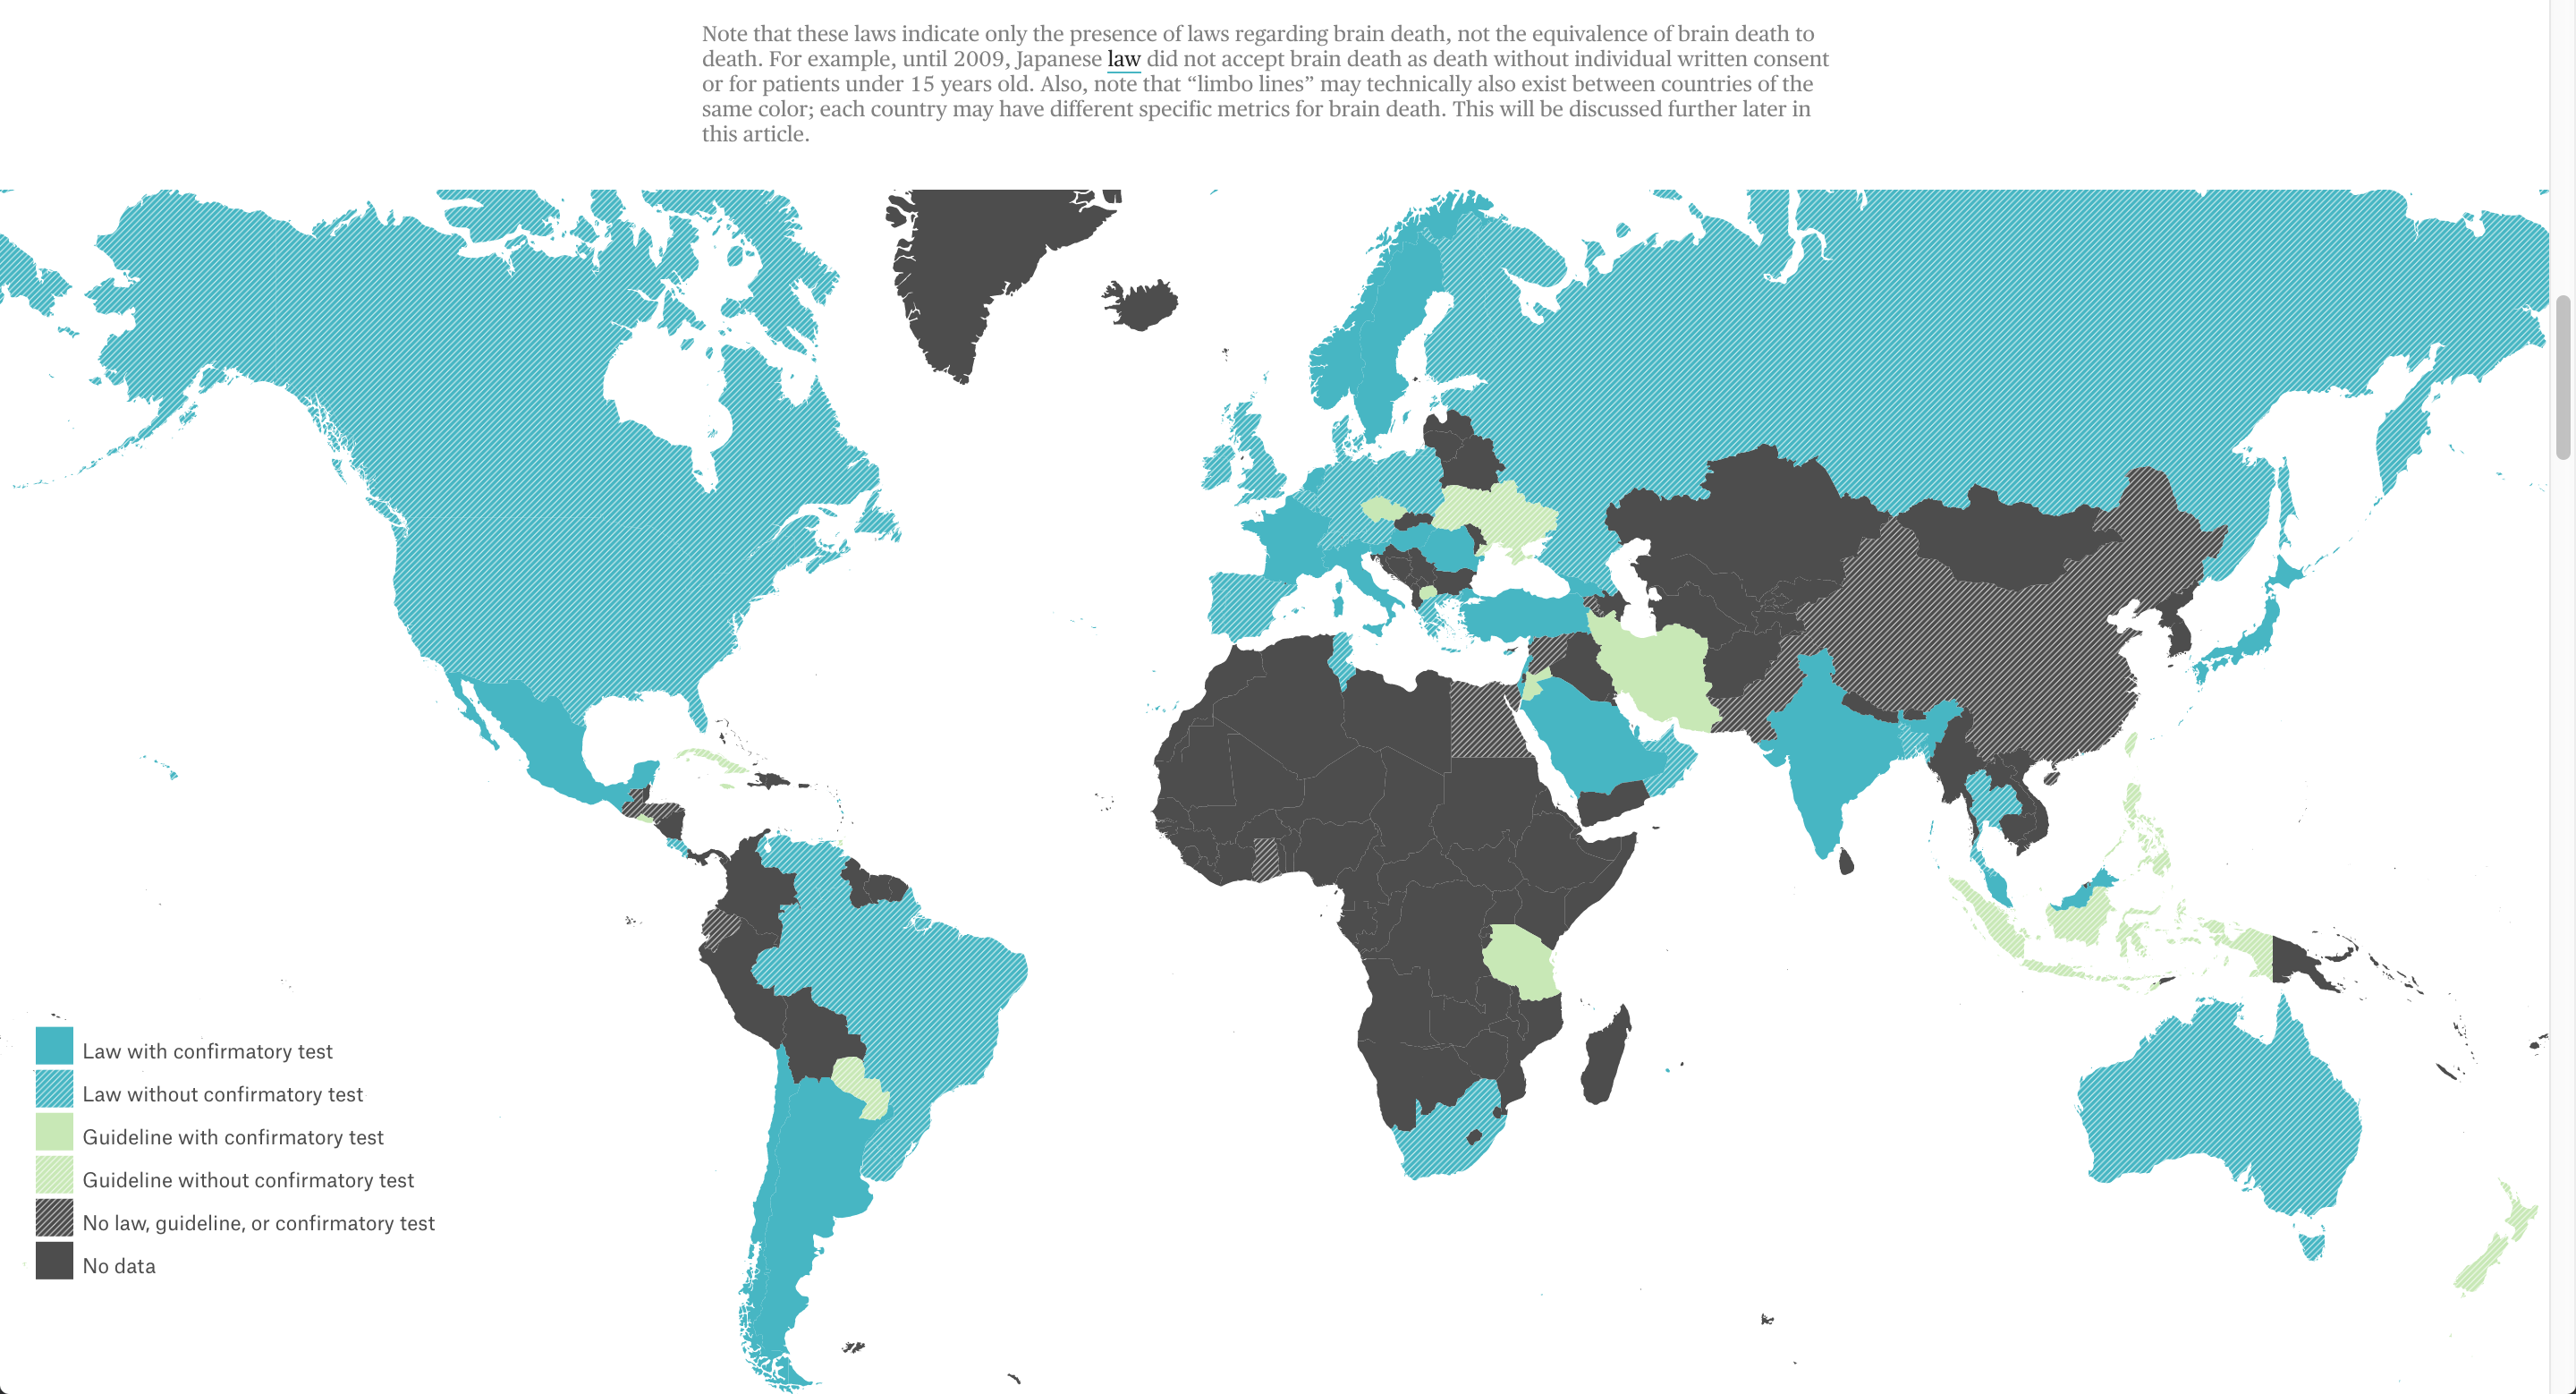 Note that these laws indicate only the presence of laws regarding brain death, not the equivalence of brain death to
death. For example, until 2009, Japanese law did not accept brain death as death without individual written consent
or for patients under 15 years old. Also, note that “limbo lines” may technically also exist between countries of the
same color; each country may have different specific metrics for brain death. This will be discussed further later in
this article.
Law with confirmatory test
Law without confirmatory test
Guideline with confirmatory test
Guideline without confirmatory test
No law, guideline, or confirmatory test
No data